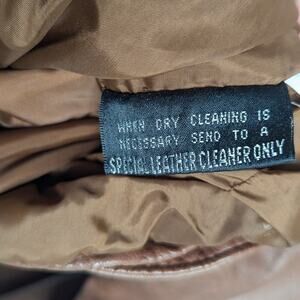 WHEN DRY CLEANING IS
NECESSARY SEND TO A
SPECIAL LEATHER CLEANER ONLY